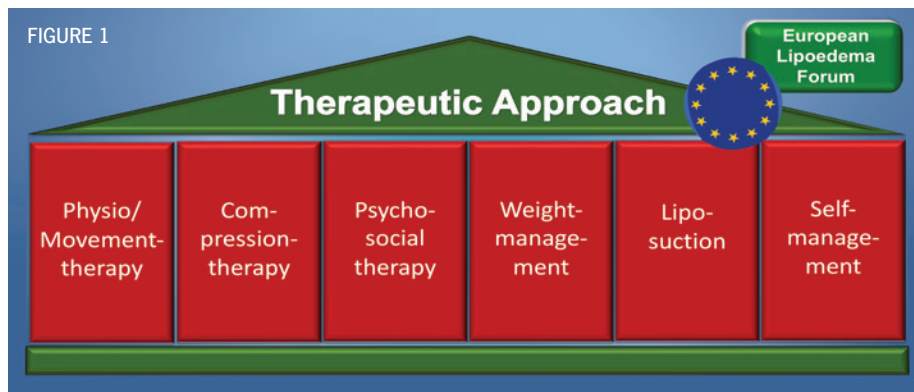 FIGURE 1
European
Lipoedema
Forum
Therapeutic Approach
Physio/
Movement-
therapy
Com-
pression-
therapy
Psycho-
social
therapy
Weight-
manage-
ment
Lipo-
suction
Self-
manage-
ment